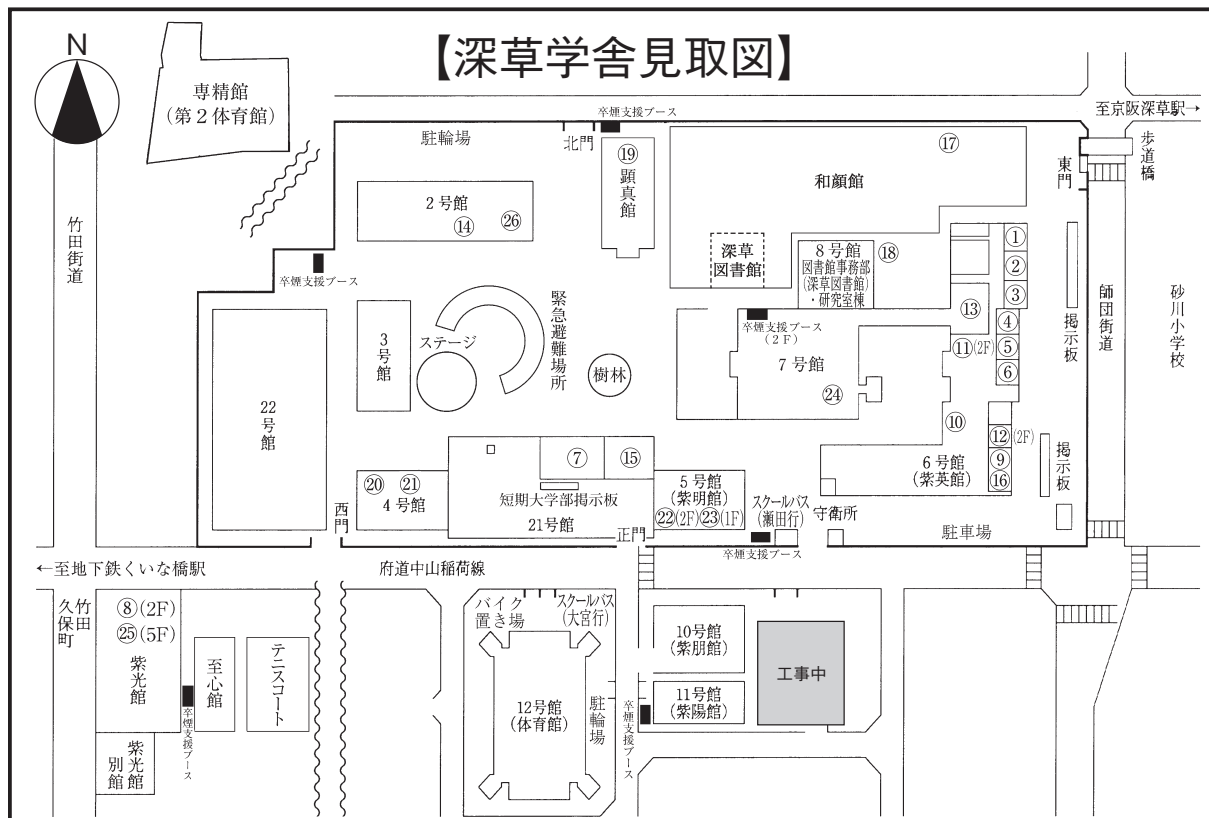 【深草学舎見取図】
N
専精館
(第2体育館)
竹田街道
卒煙支援ブース
駐輪場
北門
⑲
顕真館
⑰
和顔館
至京阪深草駅→
歩道橋
東門
2号館
⑭
㉖
卒煙支援ブース
深草
図書館
8号館
図書館事務部
(深草図書館)
・研究室棟
⑱
①
②
③
④
⑤
⑥
⑬
⑪(2F)
掲示板
師団街道
砂川小学校
緊急避難場所
ステージ
3号館
樹林
卒煙支援ブース
(2F)
7号館
㉔
22号館
⑩
⑫(2F)
⑨
⑯
6号館
(紫英館)
掲示板
⑦
⑮
短期大学部掲示板
21号館
⑳
㉑
4号館
西門
5号館
(紫明館)
㉒(2F)㉓(1F)
正門
スクールバス
(瀬田行)
守衛所
卒煙支援ブース
駐車場
←至地下鉄くいな橋駅
府道中山稲荷線
竹田
久保町
⑧(2F)
㉕(5F)
紫光館
卒煙支援ブース
至心館
テニスコート
紫光館
別館
バイク
置き場
スクールバス
(大宮行)
12号館
(体育館)
駐輪場
卒煙支援ブース
10号館
(紫朋館)
11号館
(紫陽館)
工事中